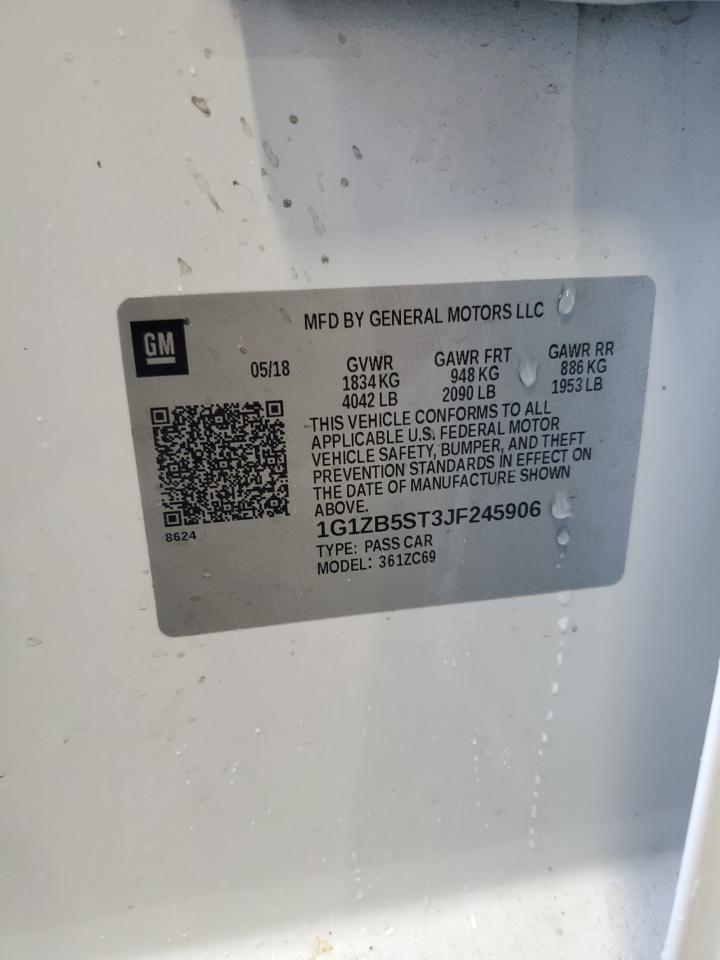 GM
MFD BY GENERAL MOTORS LLC
05/18
GVWR
1834 KG
4042 LB
GAWR FRT
948 KG
2090 LB
GAWR RR
886 KG
1953 LB
THIS VEHICLE CONFORMS TO ALL
APPLICABLE U.S. FEDERAL MOTOR
VEHICLE SAFETY, BUMPER, AND THEFT
PREVENTION STANDARDS IN EFFECT ON
THE DATE OF MANUFACTURE SHOWN
ABOVE.
1G1ZB5ST3JF245906
TYPE: PASS CAR
MODEL: 361ZC69
8624